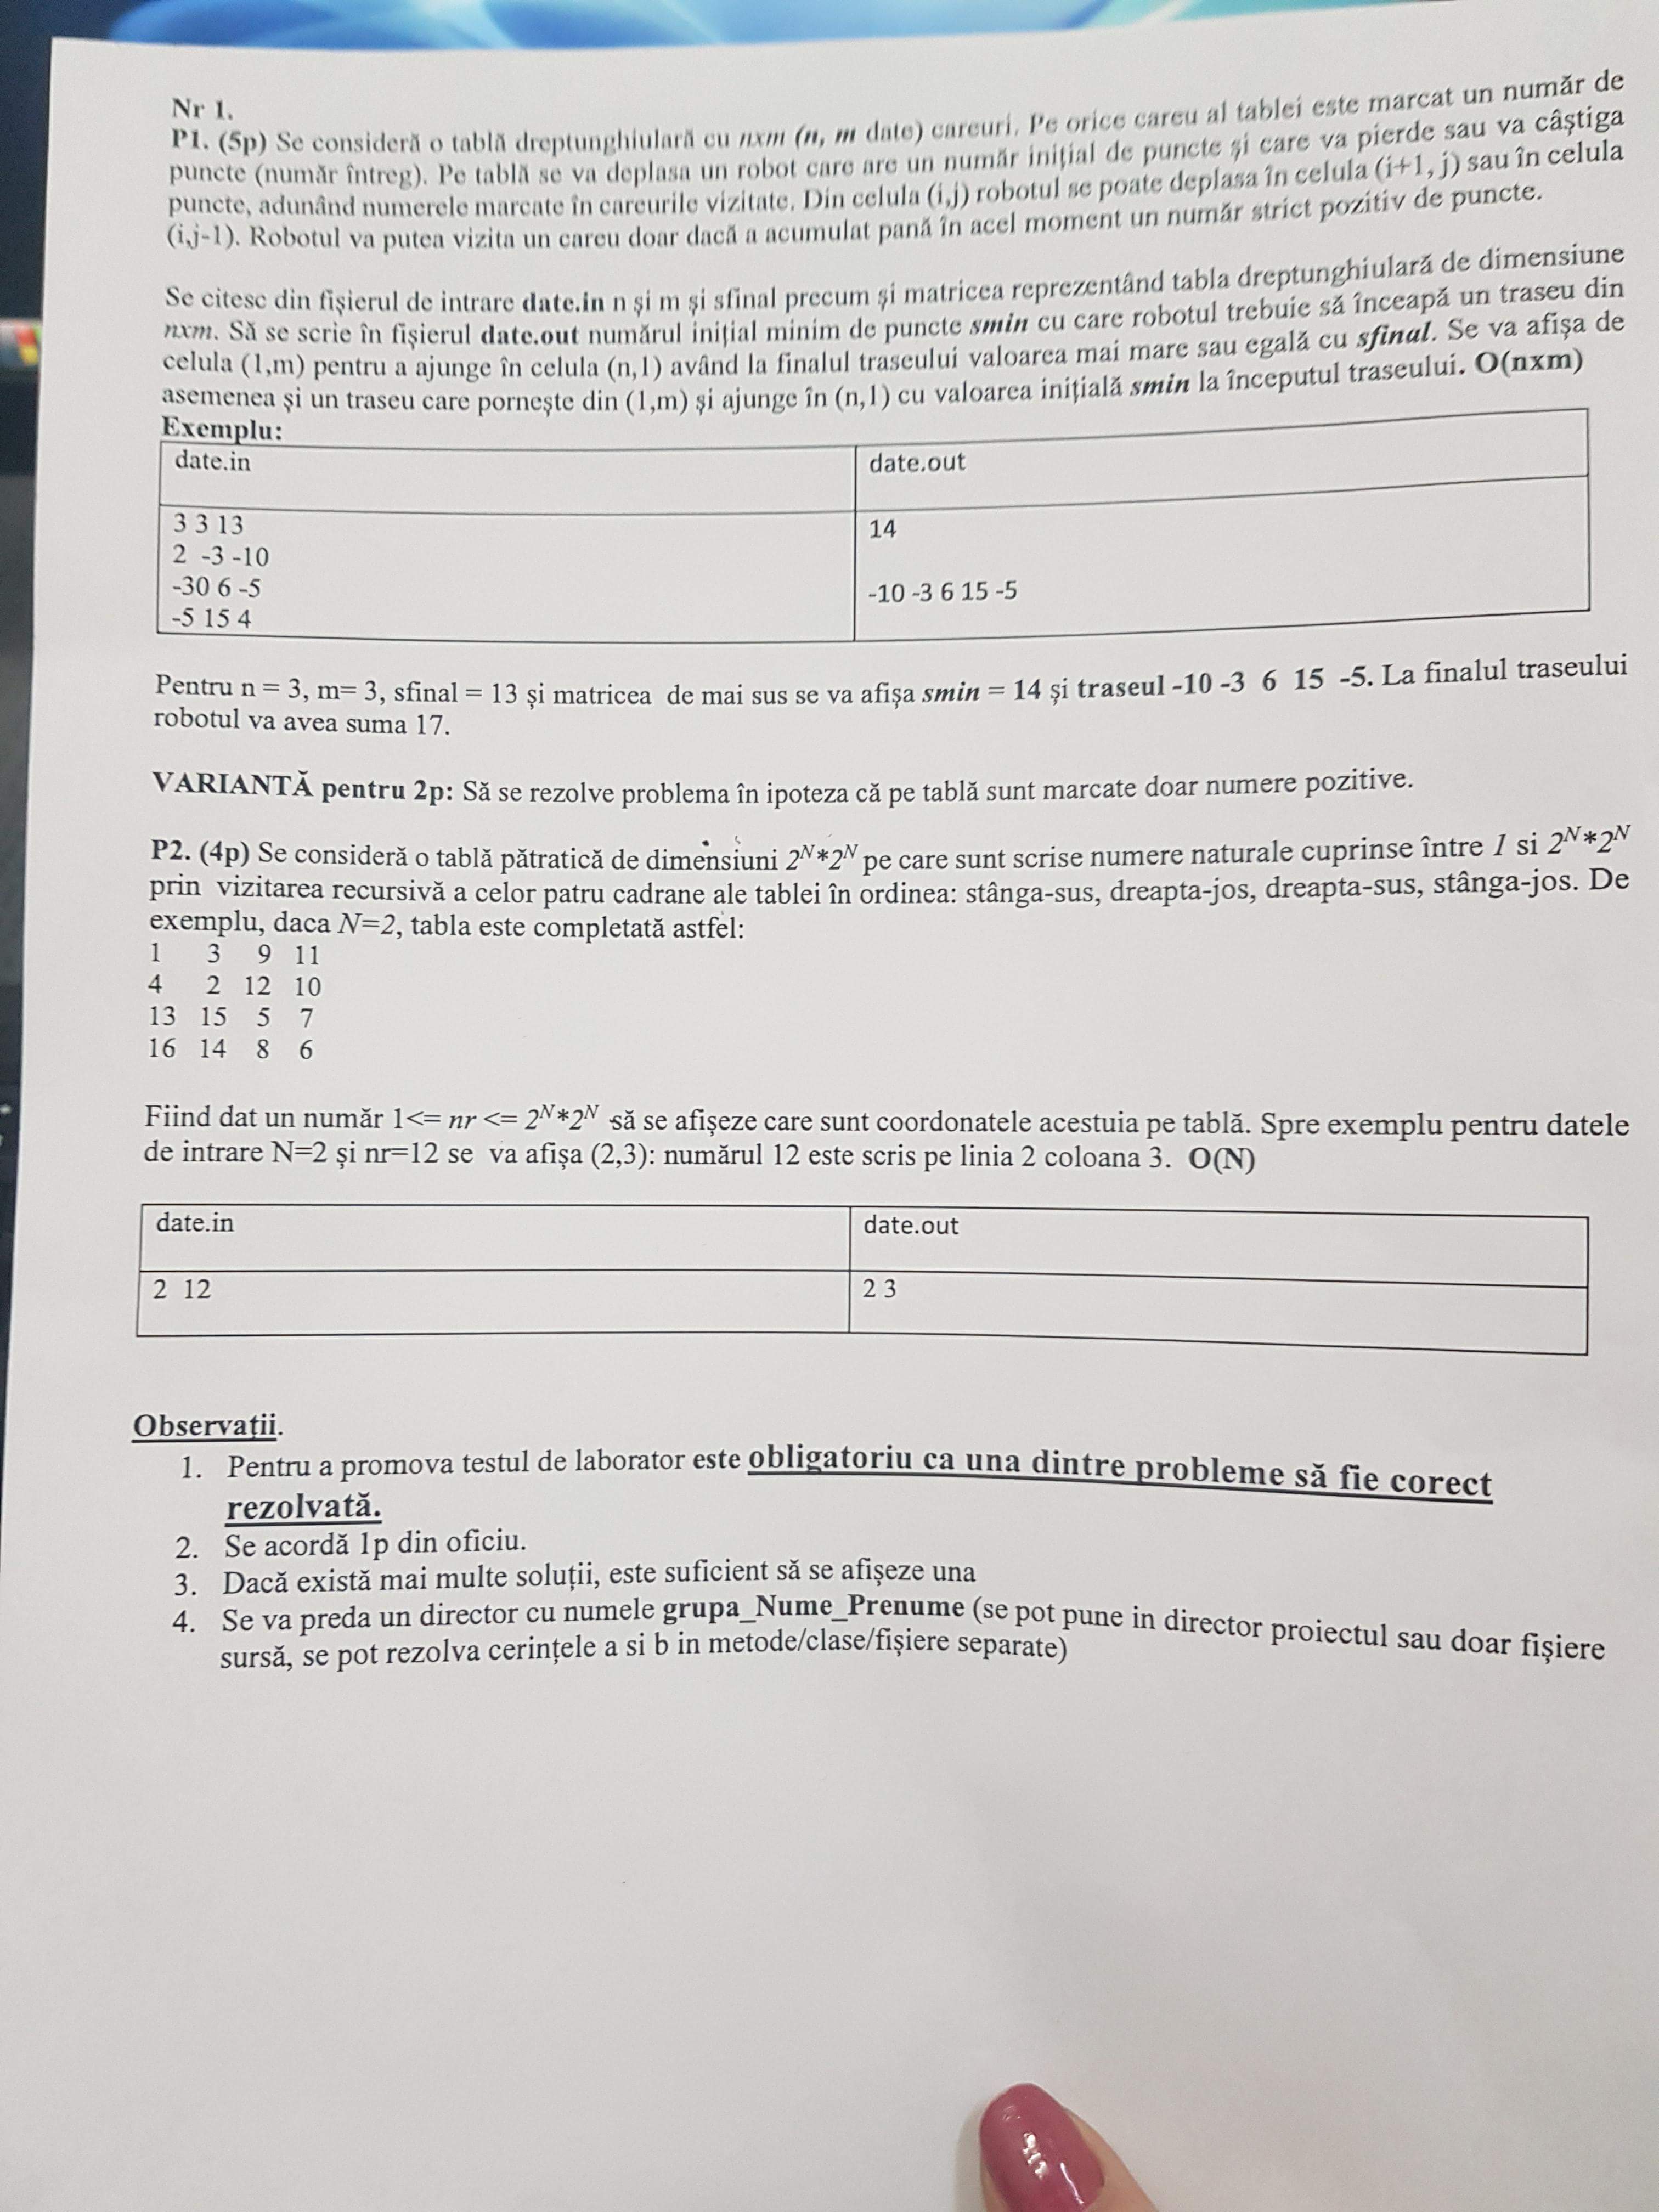 Nr 1.
P1. (5p) Se consideră o tablă dreptunghiulară cu nxm (n, m date) careuri. Pe orice careu al tablei este marcat un număr de
puncte (număr întreg). Pe tablă se va deplasa un robot care are un număr inițial de puncte și care va pierde sau va câștiga
puncte, adunând numerele marcate în careurile vizitate. Din celula (i,j) robotul se poate deplasa în celula (i+1, j) sau în celula
(i,j-1). Robotul va putea vizita un careu doar dacă a acumulat pană în acel moment un număr strict pozitiv de puncte.
Se citesc din fișierul de intrare date.in n și m și sfinal precum și matricea reprezentând tabla dreptunghiulară de dimensiune
nxm. Să se scrie în fișierul date.out numărul inițial minim de puncte smin cu care robotul trebuie să înceapă un traseu din
celula (1,m) pentru a ajunge în celula (n,1) având la finalul traseului valoarea mai mare sau egală cu sfinal. Se va afișa de
asemenea și un traseu care pornește din (1,m) și ajunge în (n,1) cu valoarea inițială smin la începutul traseului. O(nxm)
Exemplu:
date.in date.out
3 3 13 14
2 -3 -10
-30 6 -5 -10 -3 6 15 -5
-5 15 4
Pentru n = 3, m= 3, sfinal = 13 și matricea de mai sus se va afișa smin = 14 și traseul -10 -3 6 15 -5. La finalul traseului
robotul va avea suma 17.
VARIANTĂ pentru 2p: Să se rezolve problema în ipoteza că pe tablă sunt marcate doar numere pozitive.
P2. (4p) Se consideră o tablă pătratică de dimensiuni 2^N*2^N pe care sunt scrise numere naturale cuprinse între 1 si 2^N*2^N
prin vizitarea recursivă a celor patru cadrane ale tablei în ordinea: stânga-sus, dreapta-jos, dreapta-sus, stânga-jos. De
exemplu, daca N=2, tabla este completată astfel:
1 3 9 11
4 2 12 10
13 15 5 7
16 14 8 6
Fiind dat un număr 1<= nr <= 2^N*2^N să se afișeze care sunt coordonatele acestuia pe tablă. Spre exemplu pentru datele
de intrare N=2 și nr=12 se va afișa (2,3): numărul 12 este scris pe linia 2 coloana 3. O(N)
date.in date.out
2 12 2 3
Observații.
1. Pentru a promova testul de laborator este obligatoriu ca una dintre probleme să fie corect
rezolvată.
2. Se acordă 1p din oficiu.
3. Dacă există mai multe soluții, este suficient să se afișeze una
4. Se va preda un director cu numele grupa_Nume_Prenume (se pot pune in director proiectul sau doar fișiere
sursă, se pot rezolva cerințele a si b in metode/clase/fișiere separate)